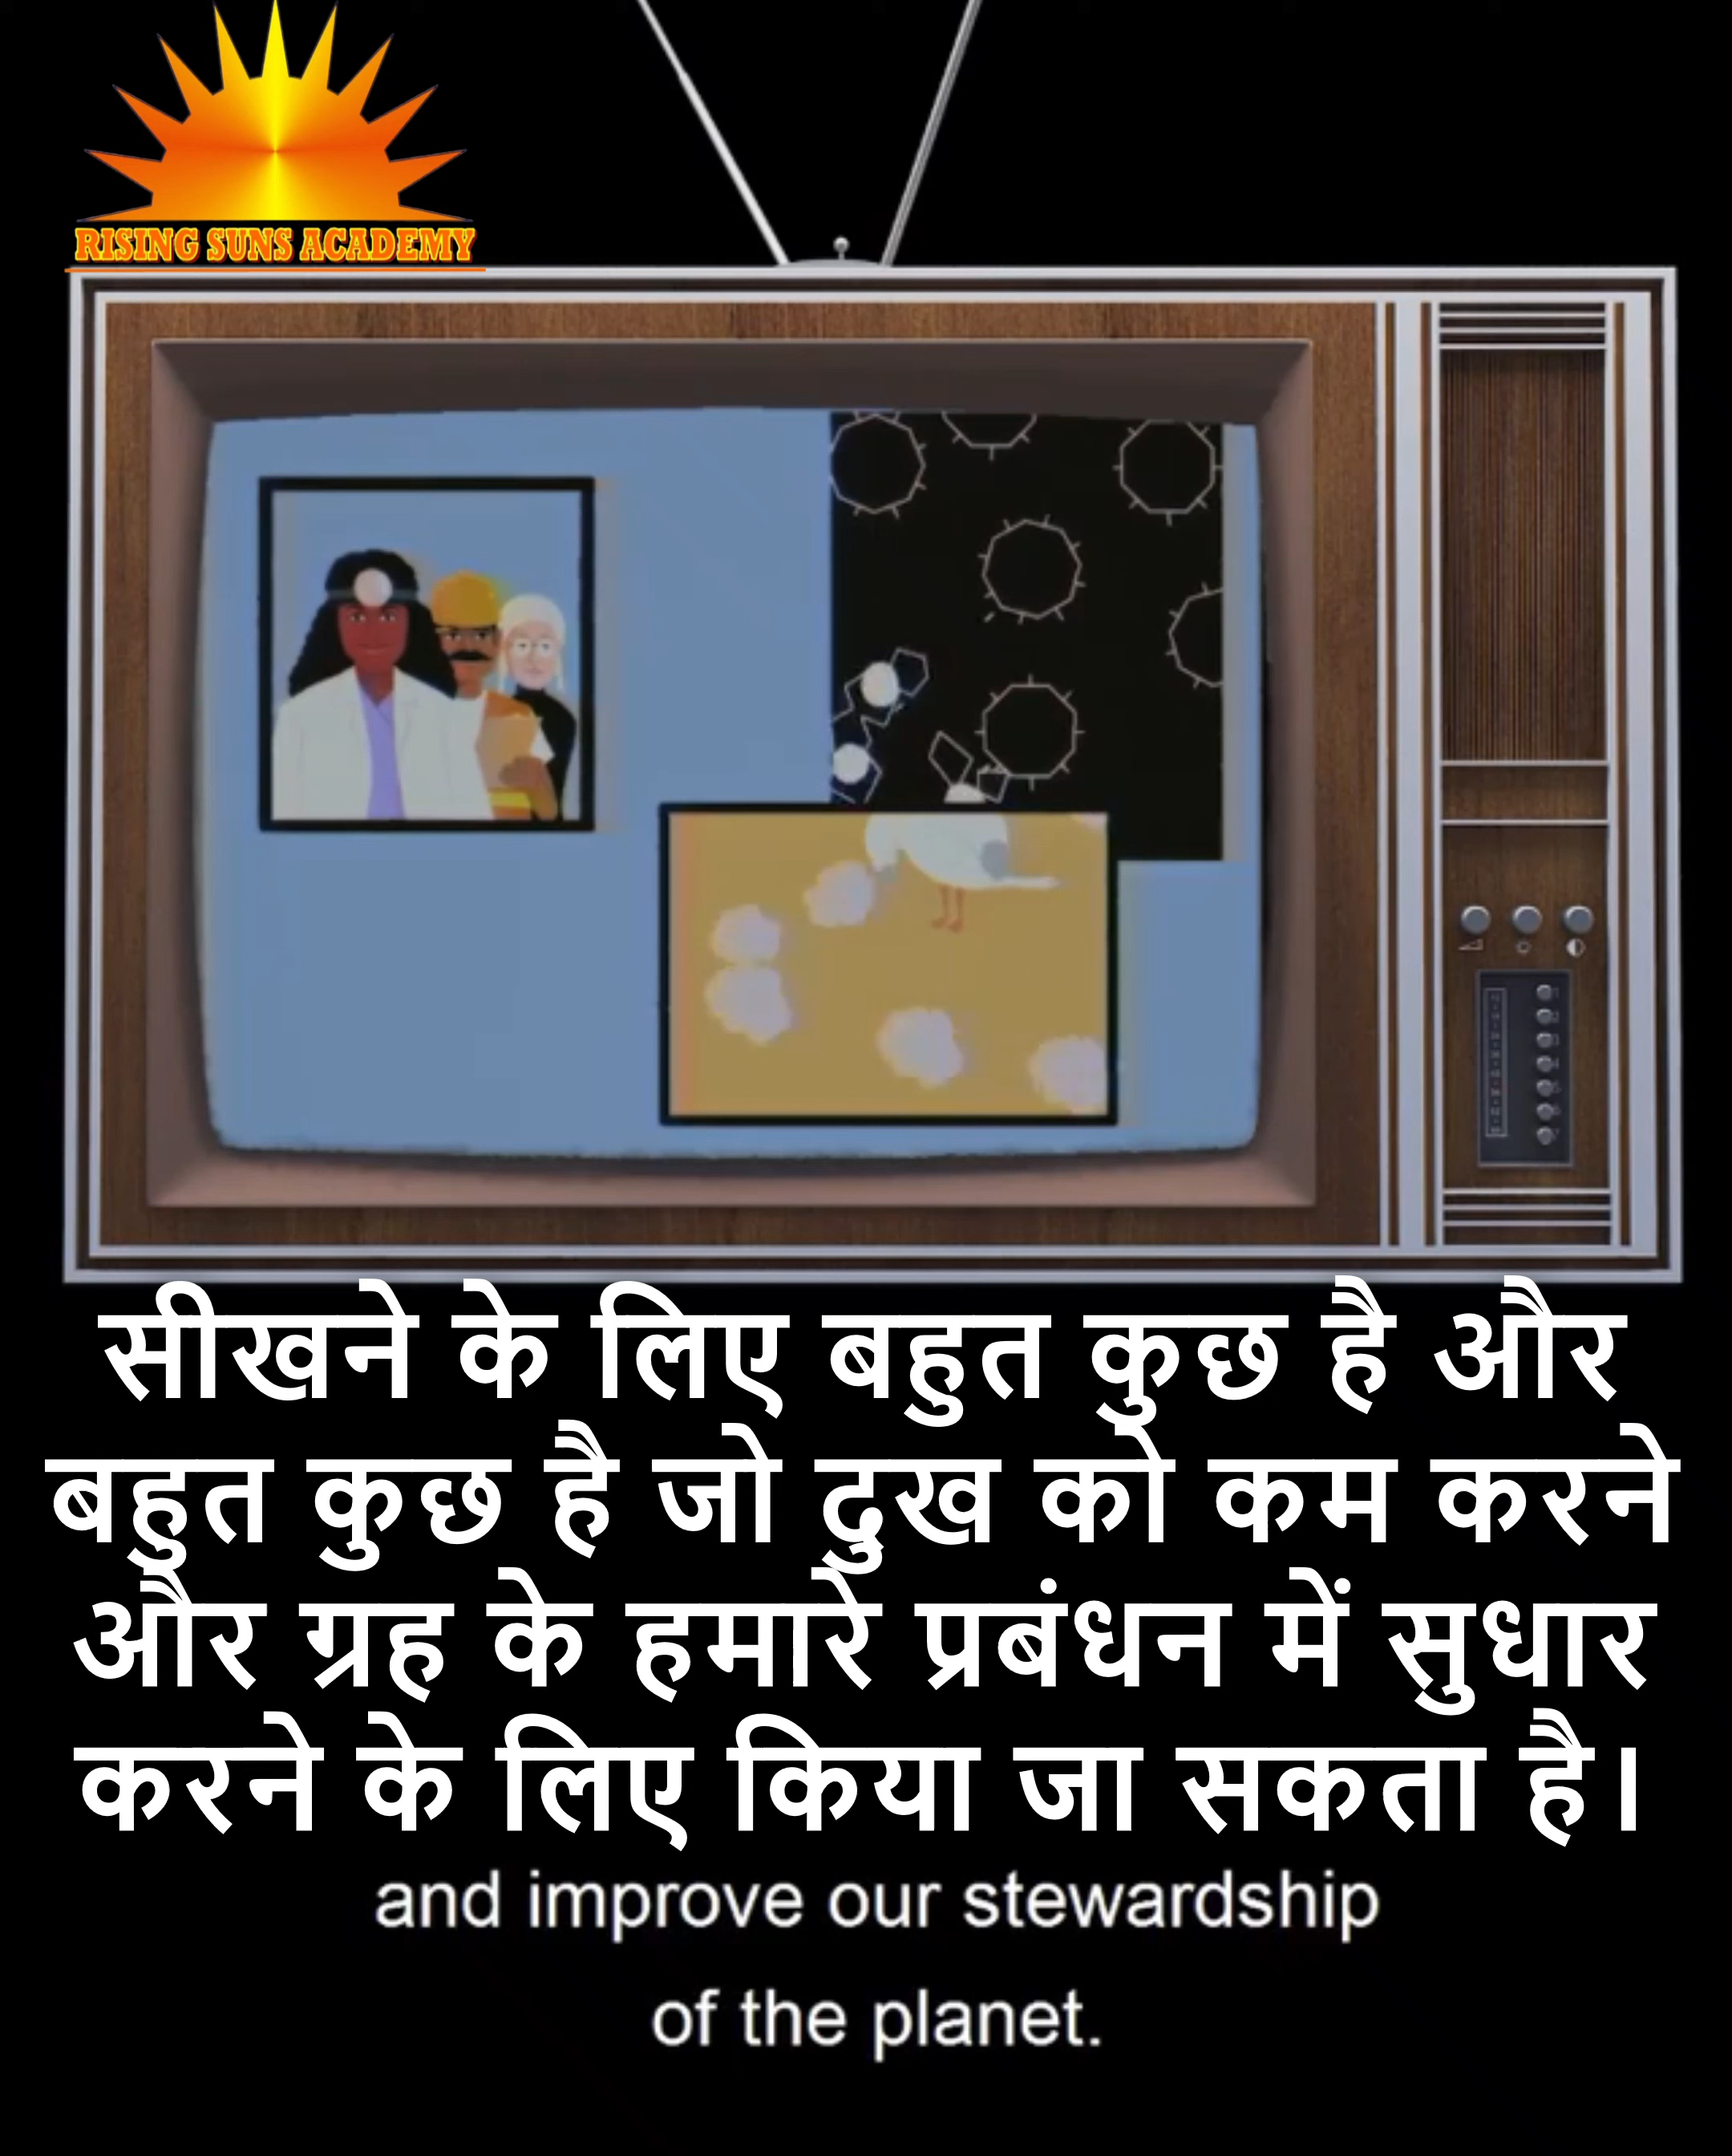 RISING SUNS ACADEMY
सीखने के लिए बहुत कुछ है और
बहुत कुछ है जो दुख को कम करने
और ग्रह के हमारे प्रबंधन में सुधार
करने के लिए किया जा सकता है।
and improve our stewardship
of the planet.